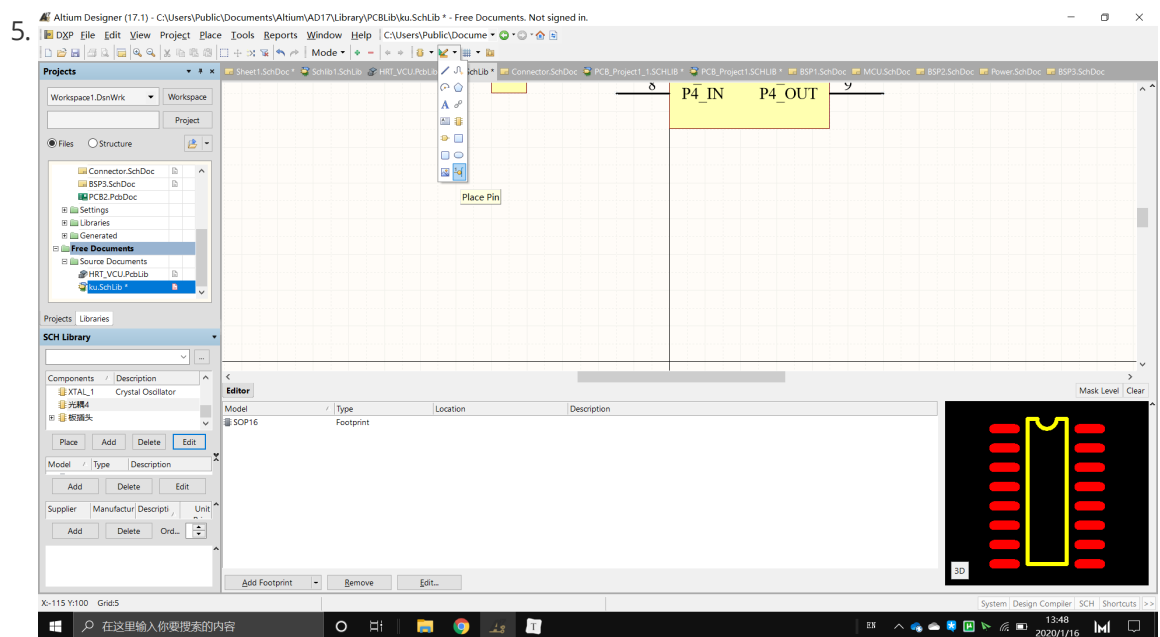 5.
Altium Designer (17.1) - C:\Users\Public\Documents\Altium\AD17\Library\PCBLib\ku.SchLib * - Free Documents. Not signed in.
DXP File Edit View Project Place Tools Reports Window Help C:\Users\Public\Docume
Mode
Projects
Sheet1.SchDoc * Schlib1.SchLib HRT_VCU.PcbLib SchLib * Connector.SchDoc PCB_Project1_1.SCHLIB * PCB_Project1.SCHLIB * BSP1.SchDoc MCU.SchDoc BSP2.SchDoc Power.SchDoc BSP3.SchDoc
Workspace1.DsnWrk Workspace
Project
Files Structure
8 P4_IN P4_OUT 9
Place Pin
Connector.SchDoc
BSP3.SchDoc
PCB2.PcbDoc
Settings
Libraries
Generated
Free Documents
Source Documents
HRT_VCU.PcbLib
ku.SchLib *
Projects Libraries
SCH Library
...
Components / Description
XTAL_1 Crystal Oscillator
光耦4
板插头
Place Add Delete Edit
Model / Type Description
Add Delete Edit
Supplier Manufactur Descripti / Unit
Add Delete Ord...
Editor Mask Level Clear
Model / Type Location Description
SOP16 Footprint
3D
Add Footprint Remove Edit...
X:-115 Y:100 Grid:5 System Design Compiler SCH Shortcuts >>
在这里输入你要搜索的内容
EN
13:48
2020/1/16